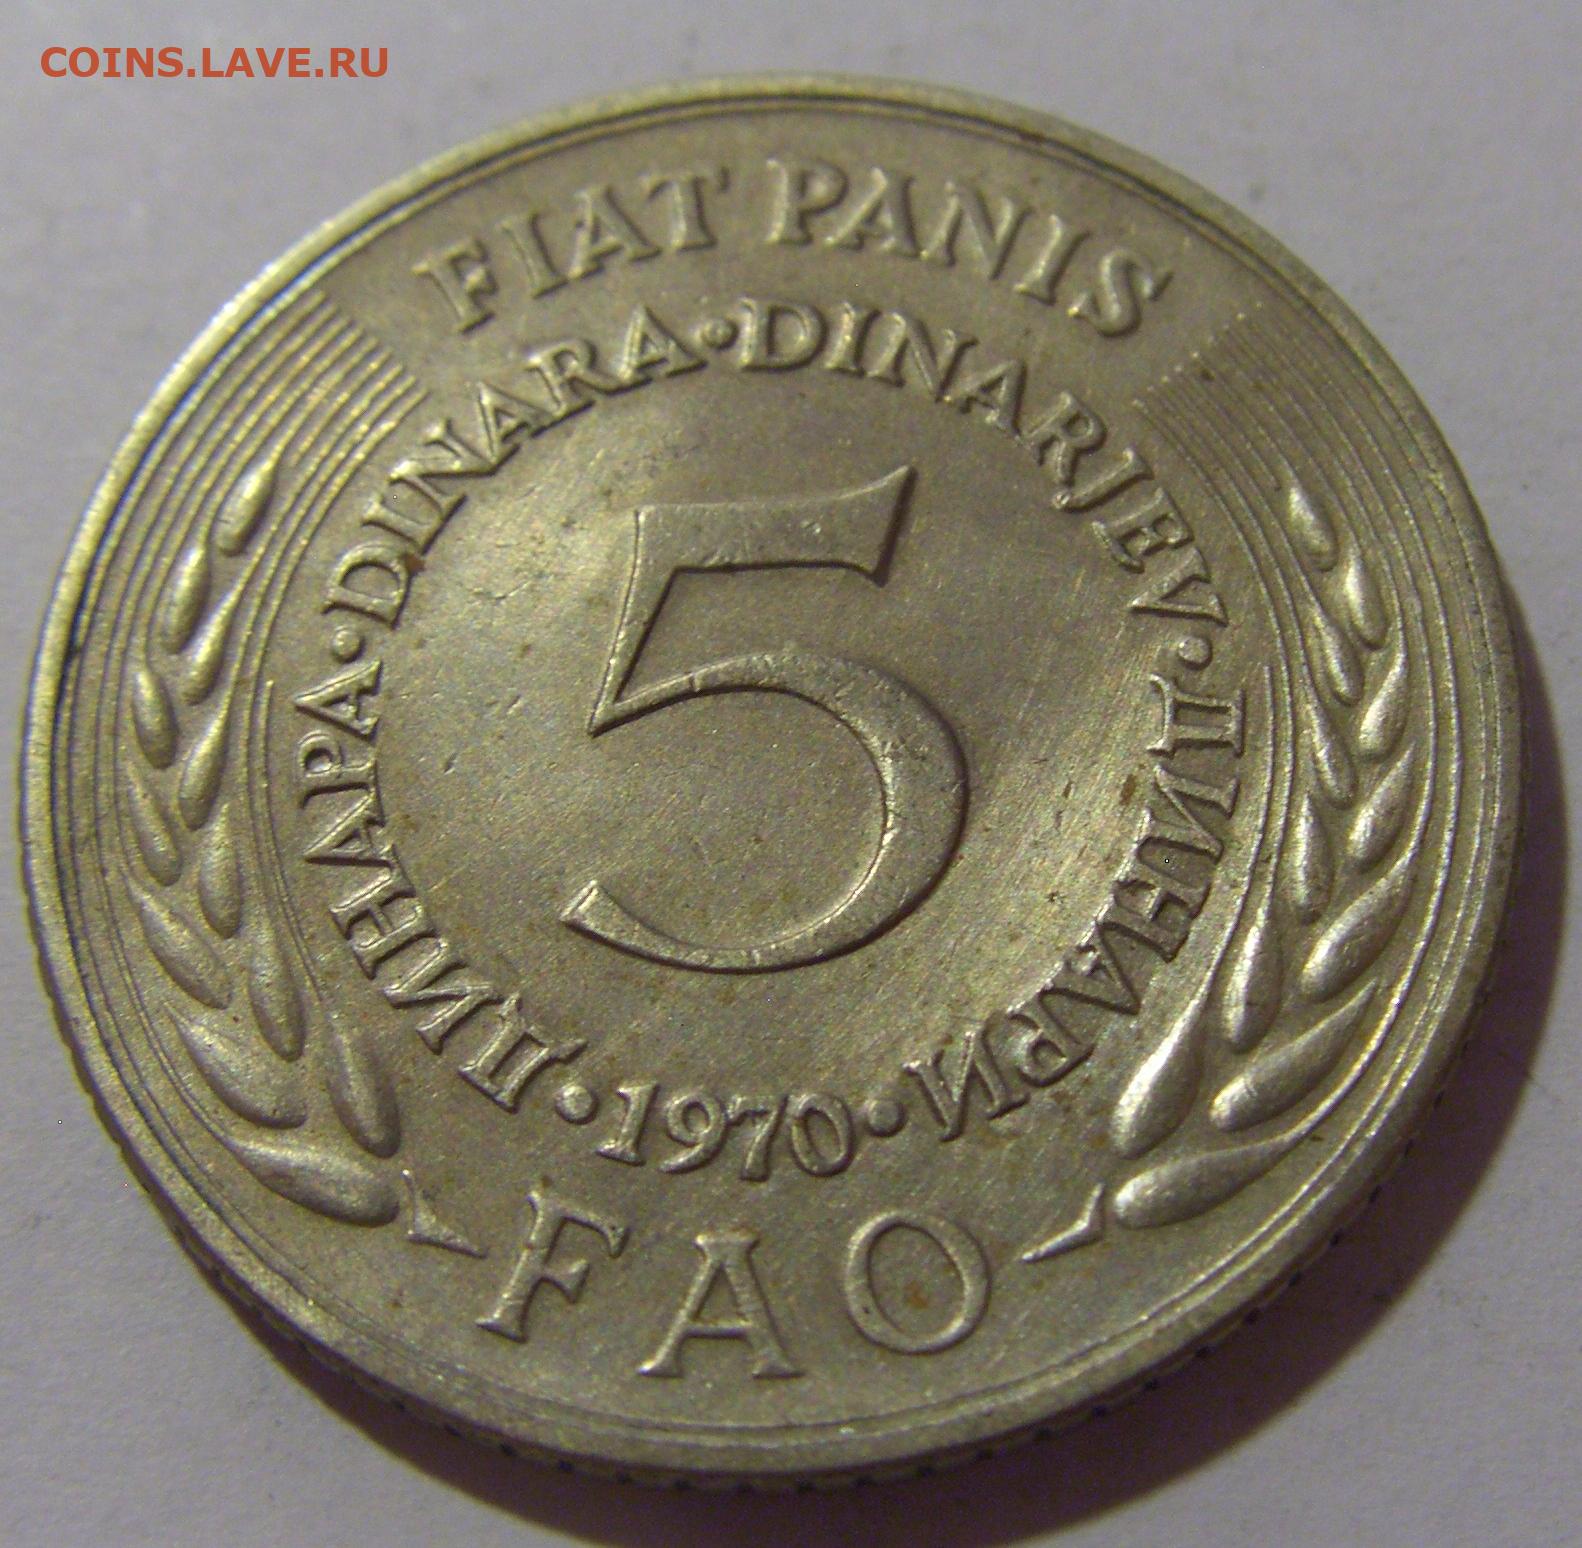 COINS.LAVE.RU
FIAT PANIS
ДИНАРА · DINARA · DINARJEV · ДИНАРИ · 1970 ·
5
FAO